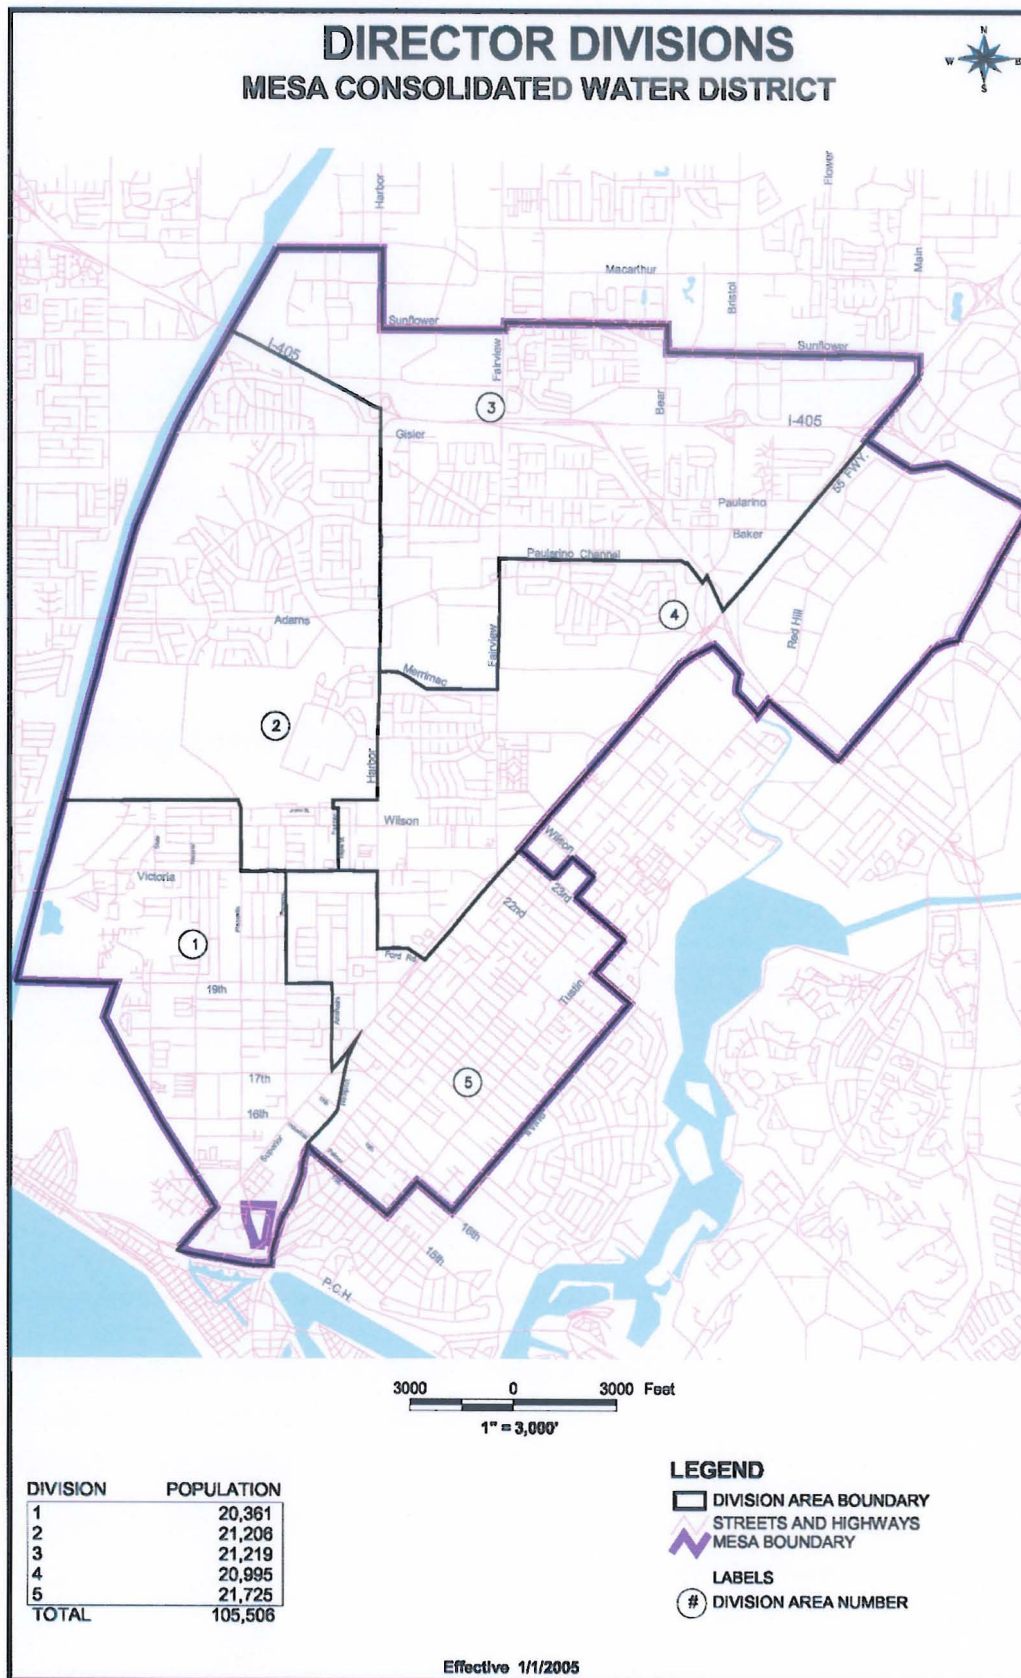 DIRECTOR DIVISIONS
MESA CONSOLIDATED WATER DISTRICT
N
W
E
S
Harbor
Flower
Main
Macarthur
Bristol
Sunflower
Fairview
Sunflower
I-405
3
Bear
I-405
Gisler
55 FWY.
Paularino
Baker
Paularino Channel
4
Red Hill
Adams
Fairview
Merrimac
2
Harbor
Wilson
Wilson
Victoria
23rd
22nd
1
Ford Rd.
19th
Tustin
Anaheim
17th
5
16th
Superior
Newport
Irvine
16th
15th
P.C.H.
3000 0 3000 Feet
1" = 3,000'
DIVISION POPULATION
1 20,361
2 21,206
3 21,219
4 20,995
5 21,725
TOTAL 105,506
LEGEND
DIVISION AREA BOUNDARY
STREETS AND HIGHWAYS
MESA BOUNDARY
LABELS
# DIVISION AREA NUMBER
Effective 1/1/2005